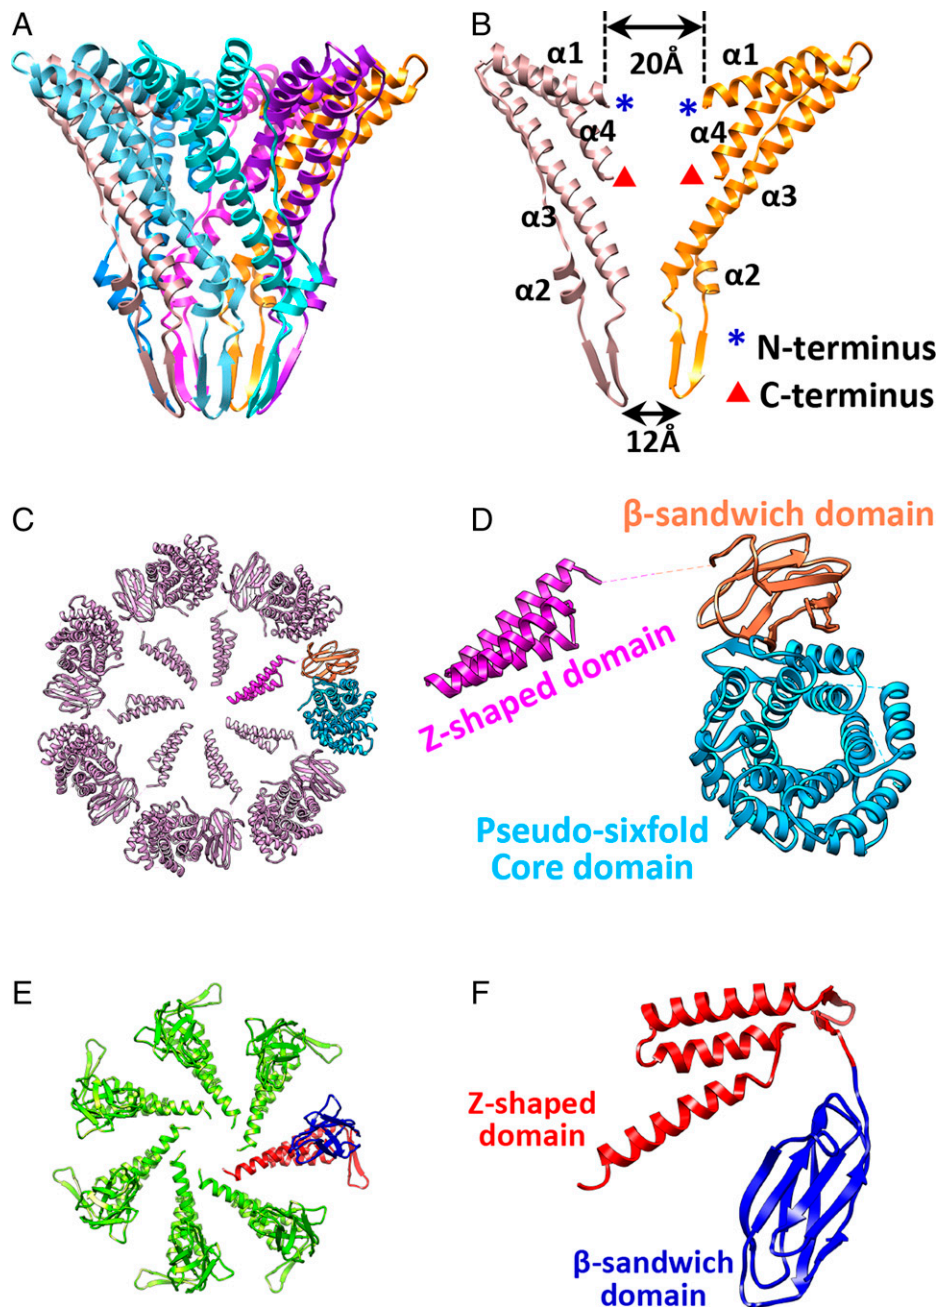 A
B
α1
20Å
α1
*
*
α4
α4
α3
α3
α2
α2
* N-terminus
C-terminus
12Å
C
D
β-sandwich domain
Z-shaped domain
Pseudo-sixfold
Core domain
E
F
Z-shaped
domain
β-sandwich
domain